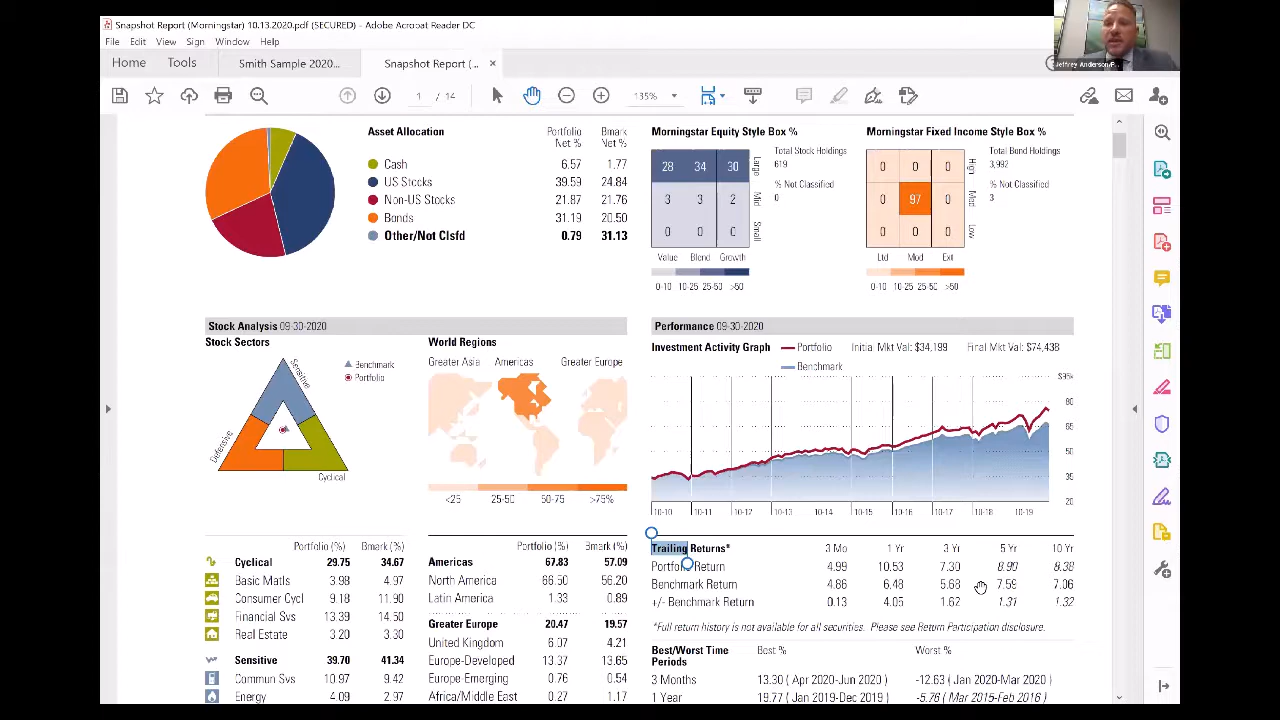 Snapshot Report (Morningstar) 10.13.2020.pdf (SECURED) - Adobe Acrobat Reader DC
File Edit View Sign Window Help
Home Tools Smith Sample 2020... Snapshot Report (... ×
1 / 14 135%
Jeffrey Anderson/P...
Asset Allocation Portfolio Net % Bmark Net %
Cash 6.57 1.77
US Stocks 39.59 24.84
Non-US Stocks 21.87 21.76
Bonds 31.19 20.50
Other/Not Clsfd 0.79 31.13
Morningstar Equity Style Box %
28 34 30 Large
3 3 2 Mid
0 0 0 Small
Value Blend Growth
0-10 10-25 25-50 >50
Total Stock Holdings
619
% Not Classified
0
Morningstar Fixed Income Style Box %
0 0 0 High
0 97 0 Med
0 0 0 Low
Ltd Mod Ext
0-10 10-25 25-50 >50
Total Bond Holdings
3,992
% Not Classified
3
Stock Analysis 09-30-2020
Stock Sectors
Benchmark
Portfolio
Sensitive
Defensive
Cyclical
World Regions
Greater Asia Americas Greater Europe
<25 25-50 50-75 >75%
Performance 09-30-2020
Investment Activity Graph Portfolio Initial Mkt Val: $34,199 Final Mkt Val: $74,438
Benchmark
$95k
80
65
50
35
20
10-10 10-11 10-12 10-13 10-14 10-15 10-16 10-17 10-18 10-19
Portfolio (%) Bmark (%)
Cyclical 29.75 34.67
Basic Matls 3.98 4.97
Consumer Cycl 9.18 11.90
Financial Svs 13.39 14.50
Real Estate 3.20 3.30
Sensitive 39.70 41.34
Commun Svs 10.97 9.42
Energy 4.09 2.97
Portfolio (%) Bmark (%)
Americas 67.83 57.09
North America 66.50 56.20
Latin America 1.33 0.89
Greater Europe 20.47 19.57
United Kingdom 6.07 4.21
Europe-Developed 13.37 13.65
Europe-Emerging 0.76 0.54
Africa/Middle East 0.27 1.17
Trailing Returns* 3 Mo 1 Yr 3 Yr 5 Yr 10 Yr
Portfolio Return 4.99 10.53 7.30 8.90 8.38
Benchmark Return 4.86 6.48 5.68 7.59 7.06
+/- Benchmark Return 0.13 4.05 1.62 1.31 1.32
*Full return history is not available for all securities. Please see Return Participation disclosure.
Best/Worst Time Periods Best % Worst %
3 Months 13.30 ( Apr 2020-Jun 2020 ) -12.63 ( Jan 2020-Mar 2020 )
1 Year 19.77 ( Jan 2019-Dec 2019 ) -5.76 ( Mar 2015-Feb 2016 )